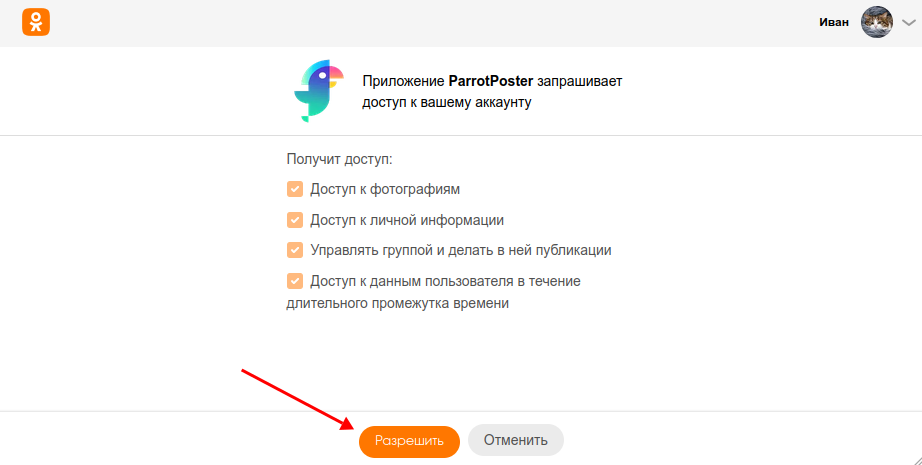 Иван
Приложение ParrotPoster запрашивает
доступ к вашему аккаунту
Получит доступ:
Доступ к фотографиям
Доступ к личной информации
Управлять группой и делать в ней публикации
Доступ к данным пользователя в течение
длительного промежутка времени
Разрешить
Отменить